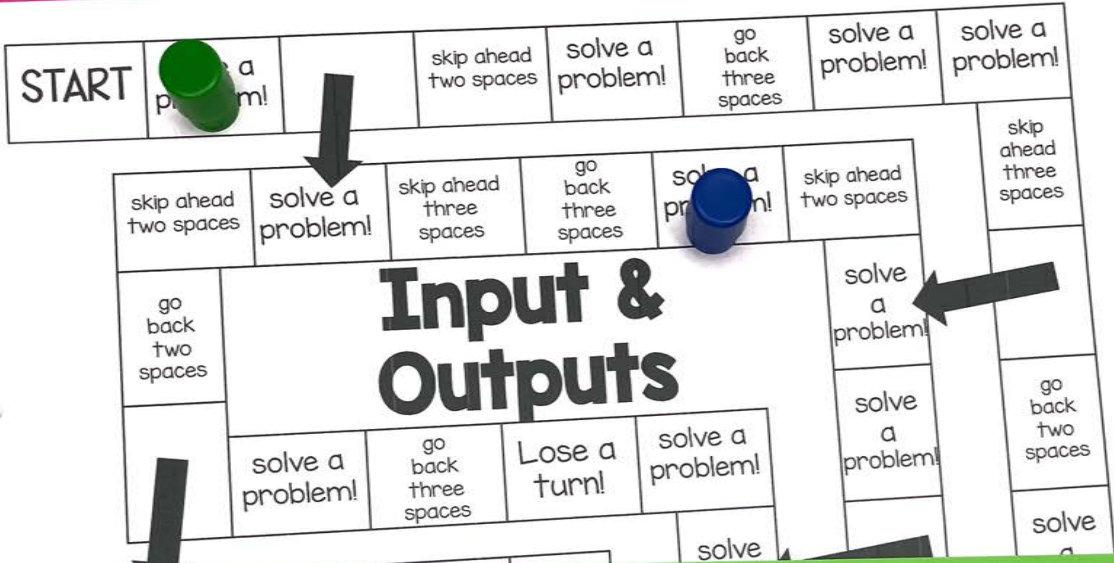 START
a
m!
skip ahead
two spaces
solve a
problem!
go
back
three
spaces
solve a
problem!
solve a
problem!
skip
ahead
three
spaces
go
back
two
spaces
solve
skip ahead
two spaces
solve a
problem!
skip ahead
three
spaces
go
back
three
spaces
a
skip ahead
two spaces
solve
a
problem!
solve
a
problem!
go
back
two
spaces
Input &
Outputs
solve a
problem!
go
back
three
spaces
Lose a
turn!
solve a
problem!
solve